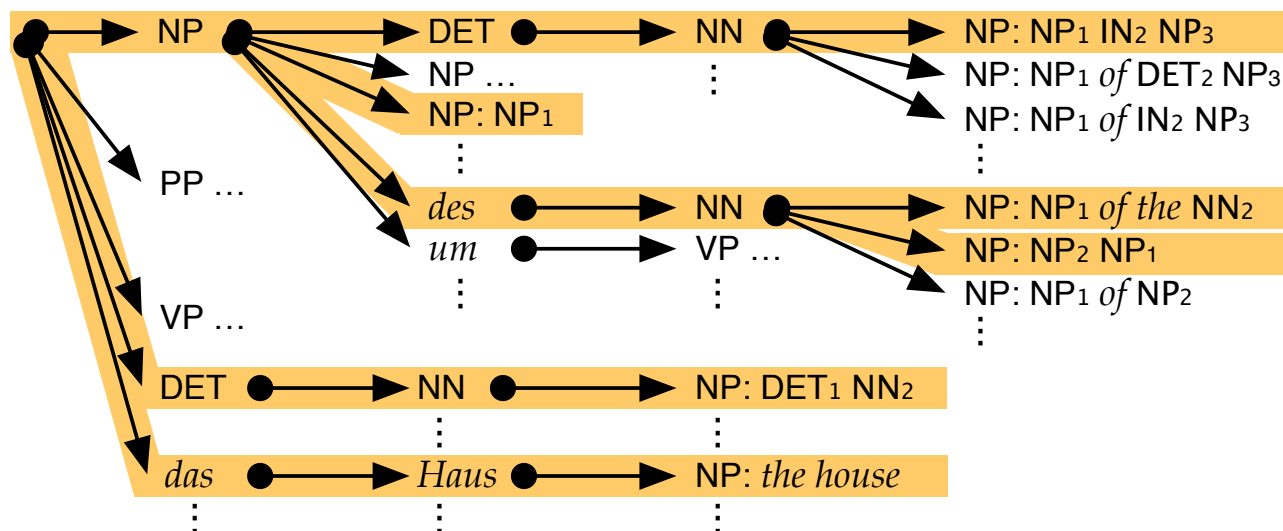 NP DET NN NP: NP1 IN2 NP3
NP ... ⋮ NP: NP1 of DET2 NP3
NP: NP1 NP: NP1 of IN2 NP3
⋮ ⋮
PP ...
des NN NP: NP1 of the NN2
um VP ... NP: NP2 NP1
⋮ ⋮ NP: NP1 of NP2
VP ... ⋮
DET NN NP: DET1 NN2
⋮ ⋮
das Haus NP: the house
⋮ ⋮ ⋮